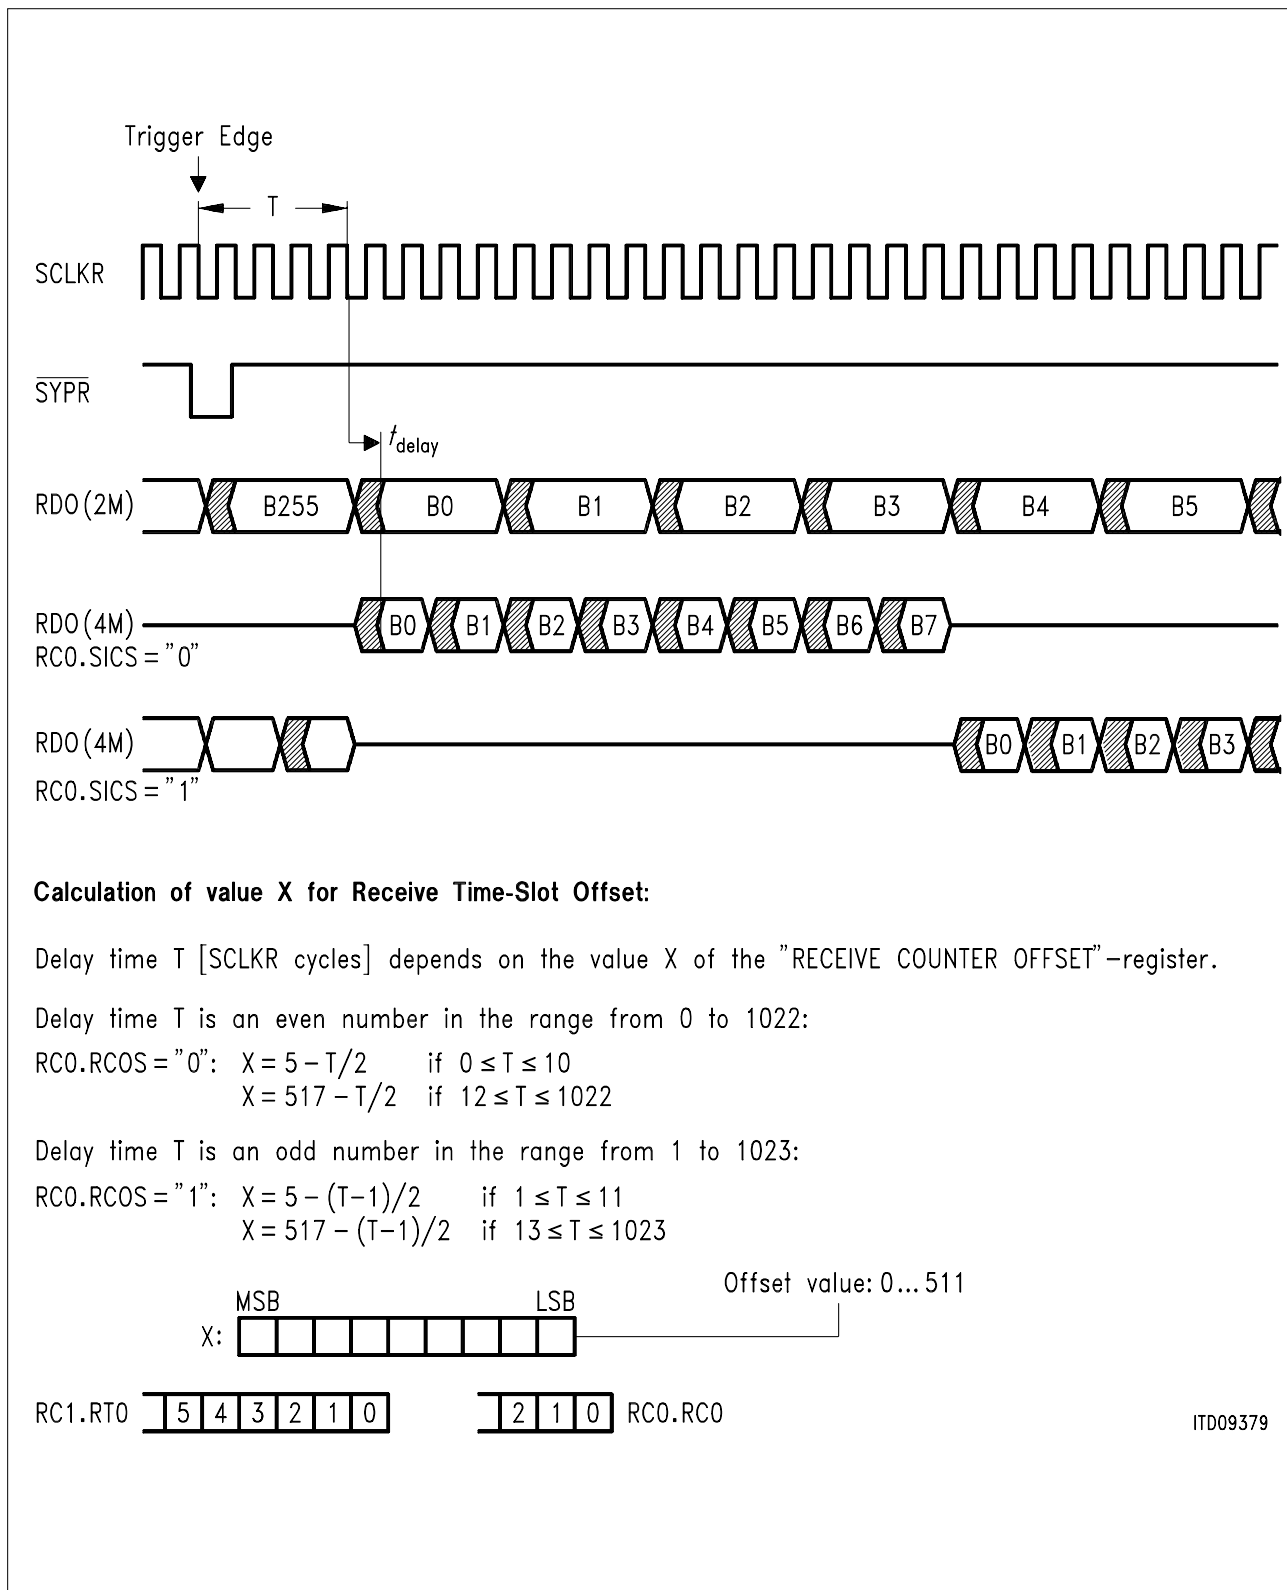 Trigger Edge
T
SCLKR
SYPR
tdelay
RDO(2M) B255 B0 B1 B2 B3 B4 B5
RDO(4M) B0 B1 B2 B3 B4 B5 B6 B7
RC0.SICS="0"
RDO(4M) B0 B1 B2 B3
RC0.SICS="1"
Calculation of value X for Receive Time-Slot Offset:
Delay time T [SCLKR cycles] depends on the value X of the "RECEIVE COUNTER OFFSET"-register.
Delay time T is an even number in the range from 0 to 1022:
RC0.RCOS="0": X = 5 – T/2 if 0 ≤ T ≤ 10
X = 517 – T/2 if 12 ≤ T ≤ 1022
Delay time T is an odd number in the range from 1 to 1023:
RC0.RCOS="1": X = 5 – (T–1)/2 if 1 ≤ T ≤ 11
X = 517 – (T–1)/2 if 13 ≤ T ≤ 1023
Offset value: 0...511
MSB LSB
X:
RC1.RTO 5 4 3 2 1 0 2 1 0 RC0.RCO
ITD09379